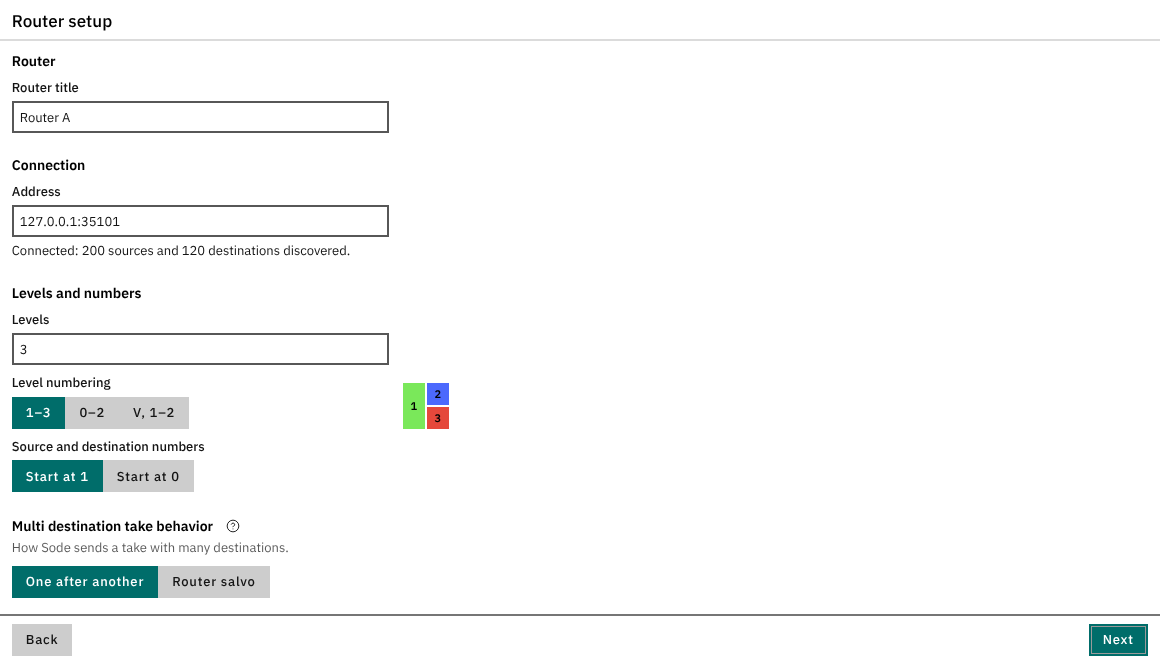 Router setup
Router
Router title
Router A
Connection
Address
127.0.0.1:35101
Connected: 200 sources and 120 destinations discovered.
Levels and numbers
Levels
3
Level numbering
1–3 0–2 V, 1–2
1 2 3
Source and destination numbers
Start at 1 Start at 0
Multi destination take behavior ?
How Sode sends a take with many destinations.
One after another Router salvo
Back Next